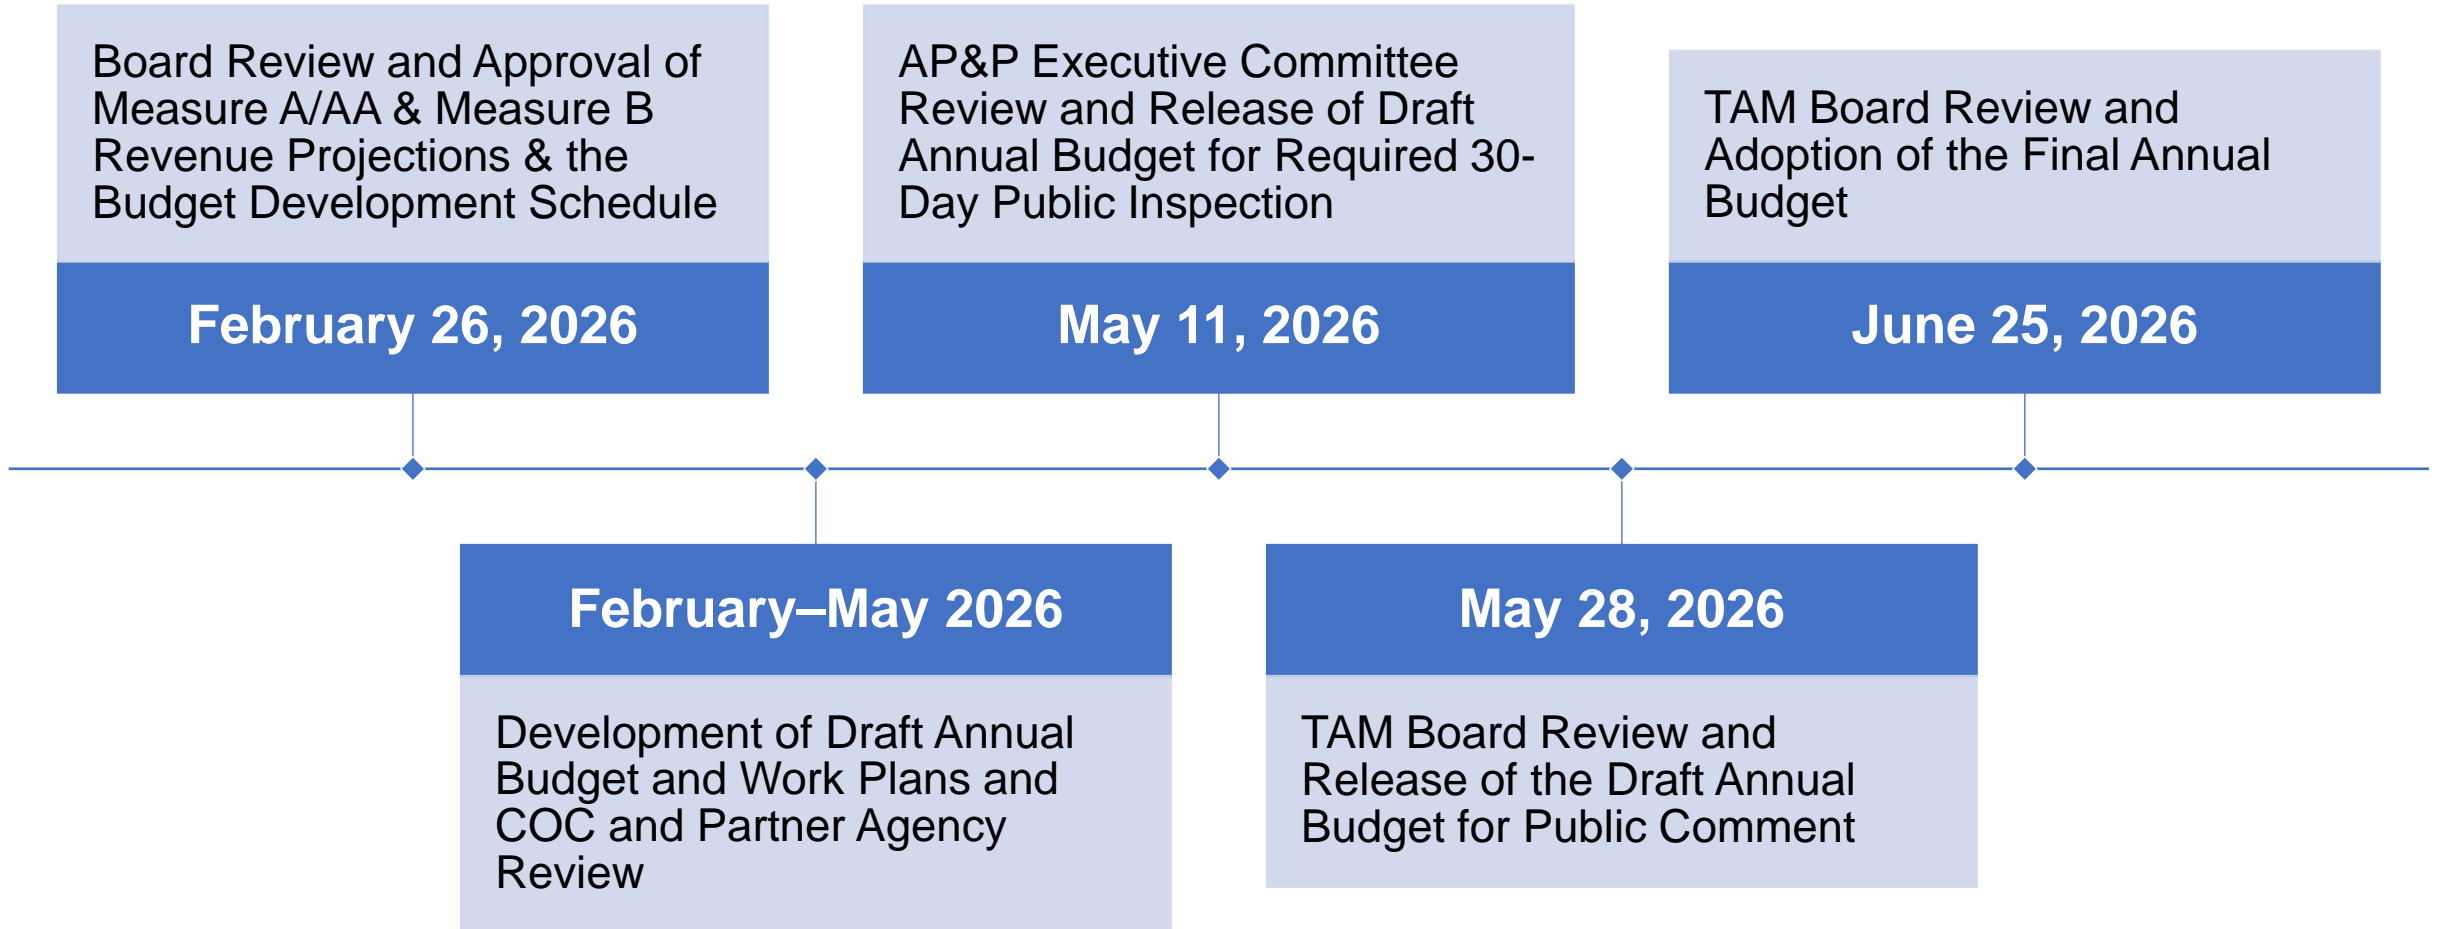 Board Review and Approval of
Measure A/AA & Measure B
Revenue Projections & the
Budget Development Schedule
February 26, 2026
February–May 2026
Development of Draft Annual
Budget and Work Plans and
COC and Partner Agency
Review
AP&P Executive Committee
Review and Release of Draft
Annual Budget for Required 30-
Day Public Inspection
May 11, 2026
May 28, 2026
TAM Board Review and
Release of the Draft Annual
Budget for Public Comment
TAM Board Review and
Adoption of the Final Annual
Budget
June 25, 2026